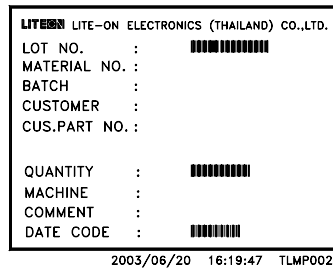 LITEON LITE-ON ELECTRONICS (THAILAND) CO.,LTD.
LOT NO. :
MATERIAL NO. :
BATCH :
CUSTOMER :
CUS.PART NO. :
QUANTITY :
MACHINE :
COMMENT :
DATE CODE :
2003/06/20 16:19:47 TLMP002